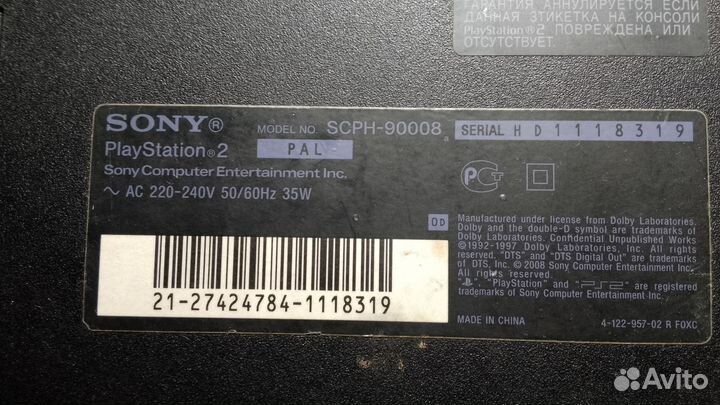 ГАРАНТИЯ АННУЛИРУЕТСЯ ЕСЛИ
ДАННАЯ ЭТИКЕТКА НА КОНСОЛИ
PlayStation®2 ПОВРЕЖДЕНА ИЛИ
ОТСУТСТВУЕТ.
SONY®
MODEL NO. SCPH-90008 SERIAL H D 1 1 1 8 3 1 9
PlayStation®2 PAL
Sony Computer Entertainment Inc.
~ AC 220-240V 50/60Hz 35W
Manufactured under license from Dolby Laboratories.
Dolby and the double-D symbol are trademarks of
Dolby Laboratories. Confidential Unpublished Works
©1992-1997 Dolby Laboratories, Inc. All rights
reserved. "DTS" and "DTS Digital Out" are trademarks
of DTS, Inc. © 2008 Sony Computer Entertainment Inc.
All rights reserved.
"PlayStation" and "PS2" are registered
trademarks of Sony Computer Entertainment Inc.
21-27424784-1118319
MADE IN CHINA 4-122-957-02 R FOXC
Avito